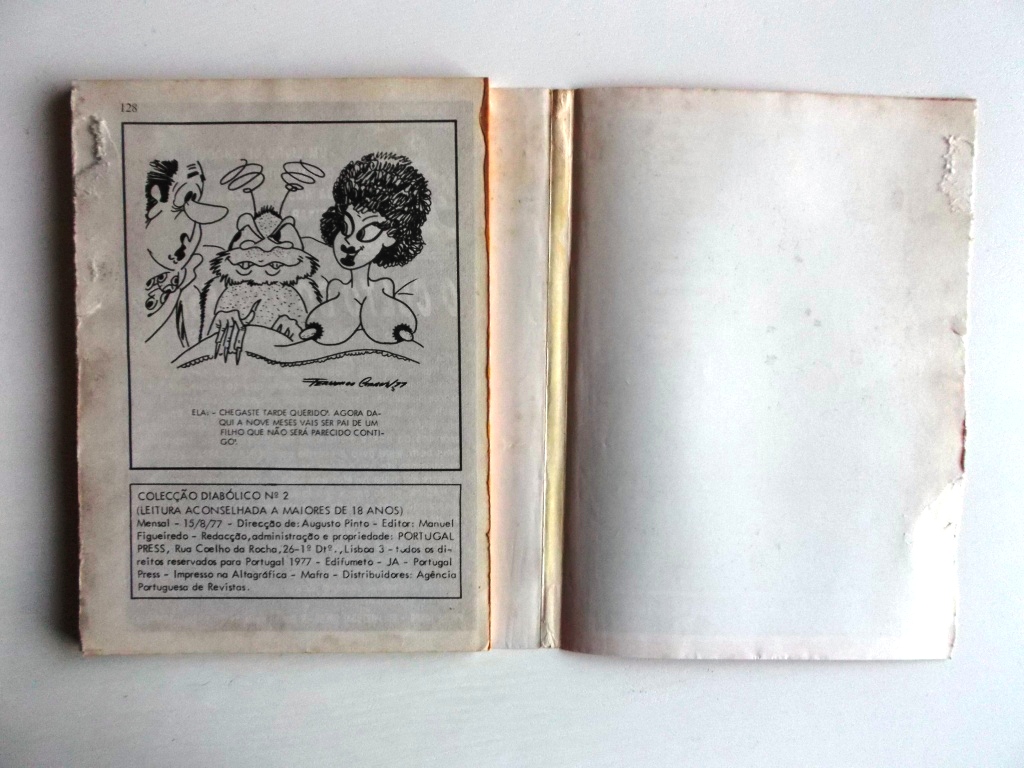 128
ELA: - CHEGASTE TARDE QUERIDO! AGORA DA-
QUI A NOVE MESES VAIS SER PAI DE UM
FILHO QUE NÃO SERÁ PARECIDO CONTI-
GO!
COLECÇÃO DIABÓLICO Nº 2
(LEITURA ACONSELHADA A MAIORES DE 18 ANOS)
Mensal - 15/8/77 - Direcção de: Augusto Pinto - Editor: Manuel
Figueiredo - Redacção, administração e propriedade: PORTUGAL
PRESS, Rua Coelho da Rocha, 26-1º Dtº., Lisboa 3 - tudos os di-
reitos reservados para Portugal 1977 - Edifumeto - JA - Portugal
Press - Impresso na Altagráfica - Mafra - Distribuidores: Agência
Portuguesa de Revistas.